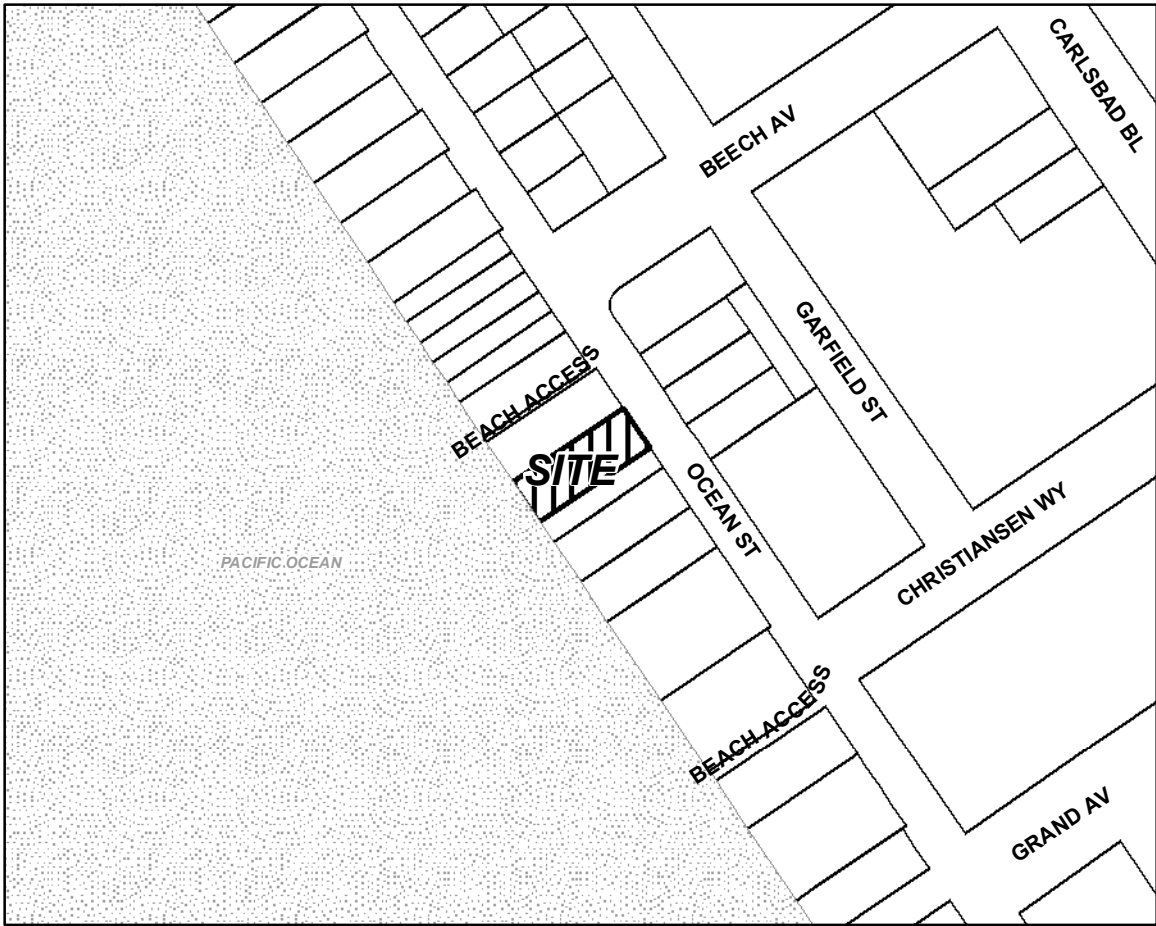 CARLSBAD BL
BEECH AV
GARFIELD ST
BEACH ACCESS
SITE
OCEAN ST
CHRISTIANSEN WY
PACIFIC OCEAN
BEACH ACCESS
GRAND AV